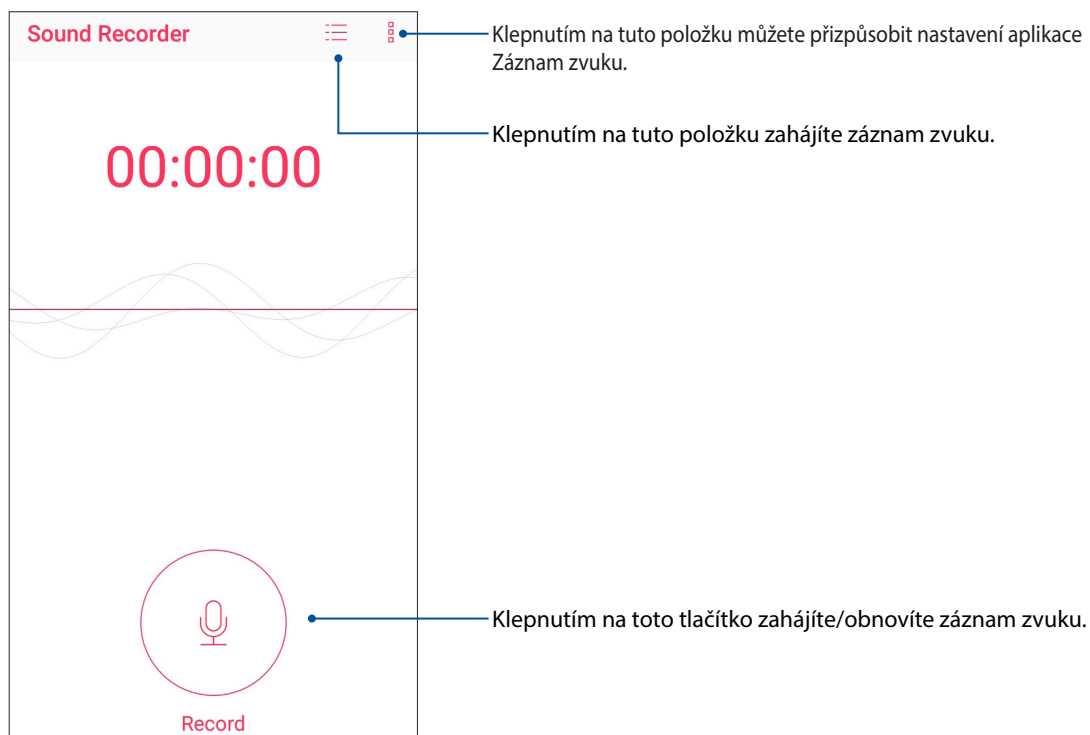 Sound Recorder
Klepnutím na tuto položku můžete přizpůsobit nastavení aplikace
Záznam zvuku.
Klepnutím na tuto položku zahájíte záznam zvuku.
00:00:00
Klepnutím na toto tlačítko zahájíte/obnovíte záznam zvuku.
Record